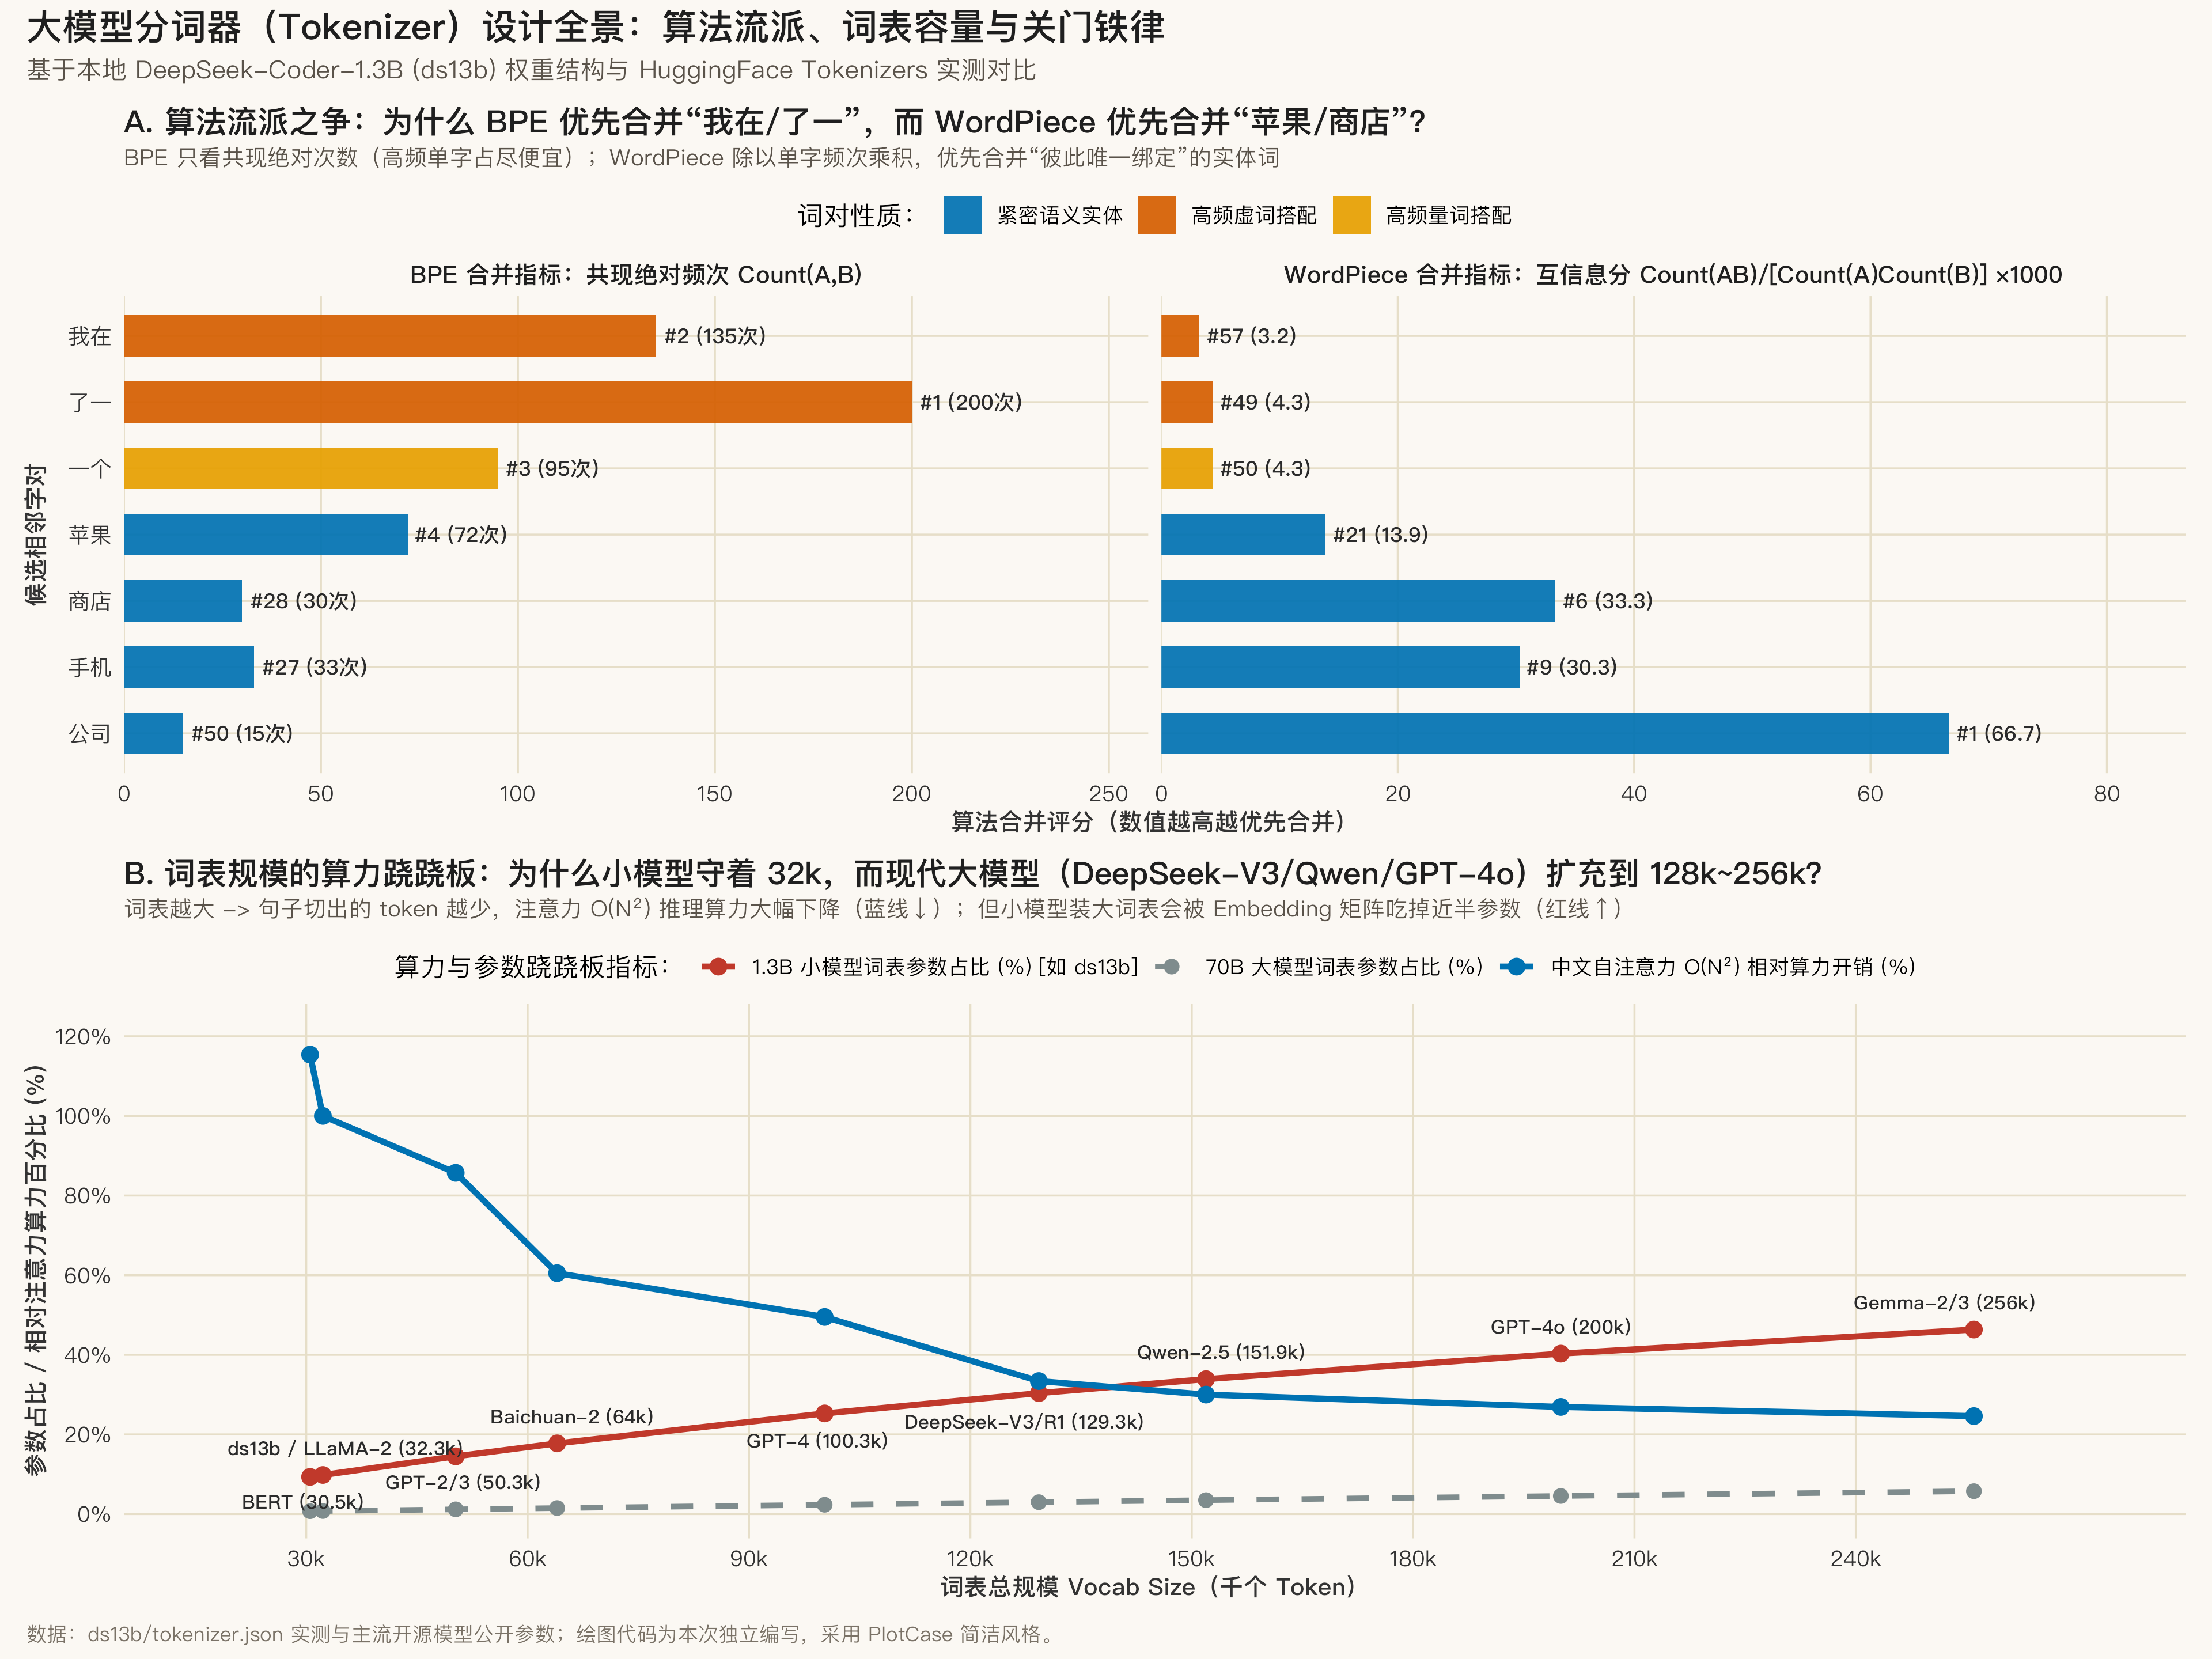 大模型分词器（Tokenizer）设计全景：算法流派、词表容量与关门铁律
基于本地 DeepSeek-Coder-1.3B (ds13b) 权重结构与 HuggingFace Tokenizers 实测对比
A. 算法流派之争：为什么 BPE 优先合并“我在/了一”，而 WordPiece 优先合并“苹果/商店”？
BPE 只看共现绝对次数（高频单字占尽便宜）；WordPiece 除以单字频次乘积，优先合并“彼此唯一绑定”的实体词
词对性质： 紧密语义实体 高频虚词搭配 高频量词搭配
BPE 合并指标：共现绝对频次 Count(A,B)
WordPiece 合并指标：互信息分 Count(AB)/[Count(A)Count(B)] ×1000
候选相邻字对
我在 #2 (135次) #57 (3.2)
了一 #1 (200次) #49 (4.3)
一个 #3 (95次) #50 (4.3)
苹果 #4 (72次) #21 (13.9)
商店 #28 (30次) #6 (33.3)
手机 #27 (33次) #9 (30.3)
公司 #50 (15次) #1 (66.7)
0 50 100 150 200 250 0 20 40 60 80
算法合并评分（数值越高越优先合并）
B. 词表规模的算力跷跷板：为什么小模型守着 32k，而现代大模型（DeepSeek-V3/Qwen/GPT-4o）扩充到 128k~256k?
词表越大 -> 句子切出的 token 越少，注意力 O(N²) 推理算力大幅下降（蓝线↓）；但小模型装大词表会被 Embedding 矩阵吃掉近半参数（红线↑）
算力与参数跷跷板指标： 1.3B 小模型词表参数占比 (%) [如 ds13b] 70B 大模型词表参数占比 (%) 中文自注意力 O(N²) 相对算力开销 (%)
参数占比 / 相对注意力算力百分比 (%)
120%
100%
80%
60%
40%
20%
0%
Gemma-2/3 (256k)
GPT-4o (200k)
Qwen-2.5 (151.9k)
Baichuan-2 (64k)
DeepSeek-V3/R1 (129.3k)
GPT-4 (100.3k)
ds13b / LLaMA-2 (32.3k)
GPT-2/3 (50.3k)
BERT (30.5k)
30k 60k 90k 120k 150k 180k 210k 240k
词表总规模 Vocab Size（千个 Token）
数据：ds13b/tokenizer.json 实测与主流开源模型公开参数；绘图代码为本次独立编写，采用 PlotCase 简洁风格。